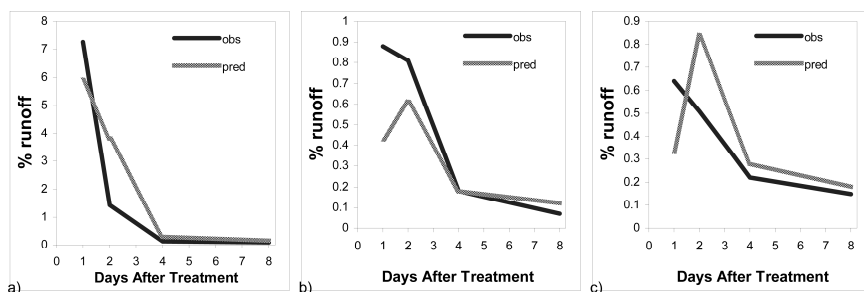 8
7
6
5
4
3
2
1
0
% runoff
obs
pred
0 1 2 3 4 5 6 7 8
Days After Treatment
a)
1
0.9
0.8
0.7
0.6
0.5
0.4
0.3
0.2
0.1
0
% runoff
obs
pred
0 1 2 3 4 5 6 7 8
Days After Treatment
b)
0.9
0.8
0.7
0.6
0.5
0.4
0.3
0.2
0.1
0
% runoff
obs
pred
0 1 2 3 4 5 6 7 8
Days After Treatment
c)